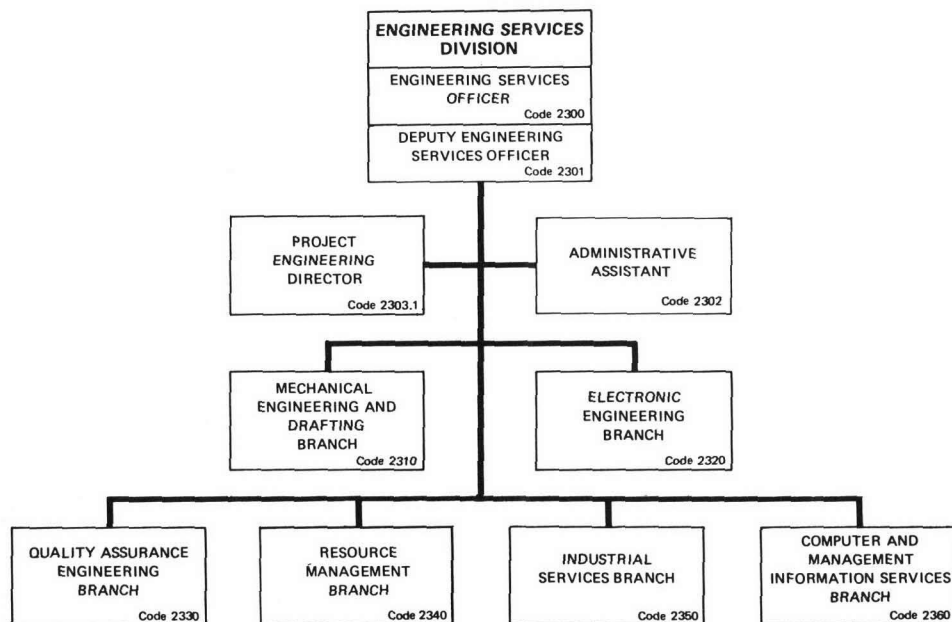 ENGINEERING SERVICES
DIVISION
ENGINEERING SERVICES
OFFICER
Code 2300
DEPUTY ENGINEERING
SERVICES OFFICER
Code 2301
PROJECT
ENGINEERING
DIRECTOR
Code 2303.1
ADMINISTRATIVE
ASSISTANT
Code 2302
MECHANICAL
ENGINEERING AND
DRAFTING
BRANCH
Code 2310
ELECTRONIC
ENGINEERING
BRANCH
Code 2320
QUALITY ASSURANCE
ENGINEERING
BRANCH
Code 2330
RESOURCE
MANAGEMENT
BRANCH
Code 2340
INDUSTRIAL
SERVICES BRANCH
Code 2350
COMPUTER AND
MANAGEMENT
INFORMATION SERVICES
BRANCH
Code 2360